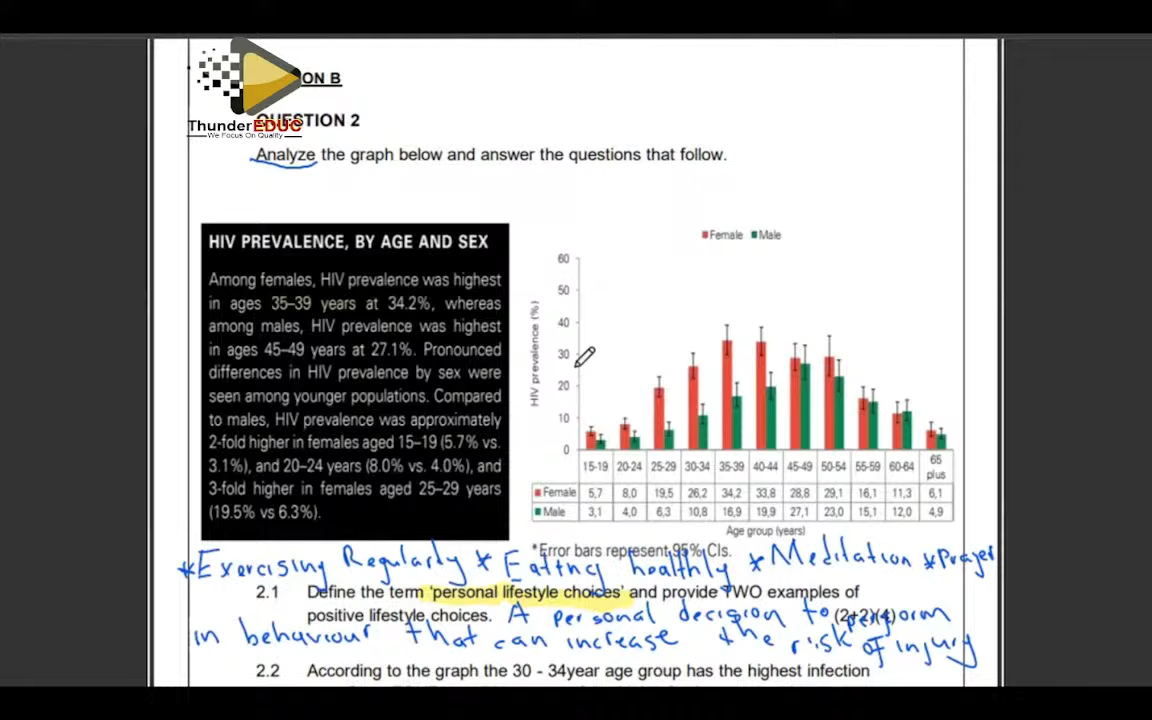 ON B
ThunderEDUC
We Focus On Quality
QUESTION 2
Analyze the graph below and answer the questions that follow.
HIV PREVALENCE, BY AGE AND SEX
Among females, HIV prevalence was highest
in ages 35–39 years at 34.2%, whereas
among males, HIV prevalence was highest
in ages 45–49 years at 27.1%. Pronounced
differences in HIV prevalence by sex were
seen among younger populations. Compared
to males, HIV prevalence was approximately
2-fold higher in females aged 15–19 (5.7% vs.
3.1%), and 20–24 years (8.0% vs. 4.0%), and
3-fold higher in females aged 25–29 years
(19.5% vs 6.3%).
Female Male
HIV prevalence (%)
60
50
40
30
20
10
0
15-19 20-24 25-29 30-34 35-39 40-44 45-49 50-54 55-59 60-64 65 plus
Female 5,7 8,0 19,5 26,2 34,2 33,8 28,8 29,1 16,1 11,3 6,1
Male 3,1 4,0 6,3 10,8 16,9 19,9 27,1 23,0 15,1 12,0 4,9
Age group (years)
*Error bars represent 95% CIs.
*Exercising Regularly * Eating healthly *Meditation *Prayer
2.1 Define the term ‘personal lifestyle choices’ and provide TWO examples of
positive lifestyle choices. (2+2)(4)
A personal decision to perform
in behaviour that can increase the risk of injury
2.2 According to the graph the 30 - 34year age group has the highest infection